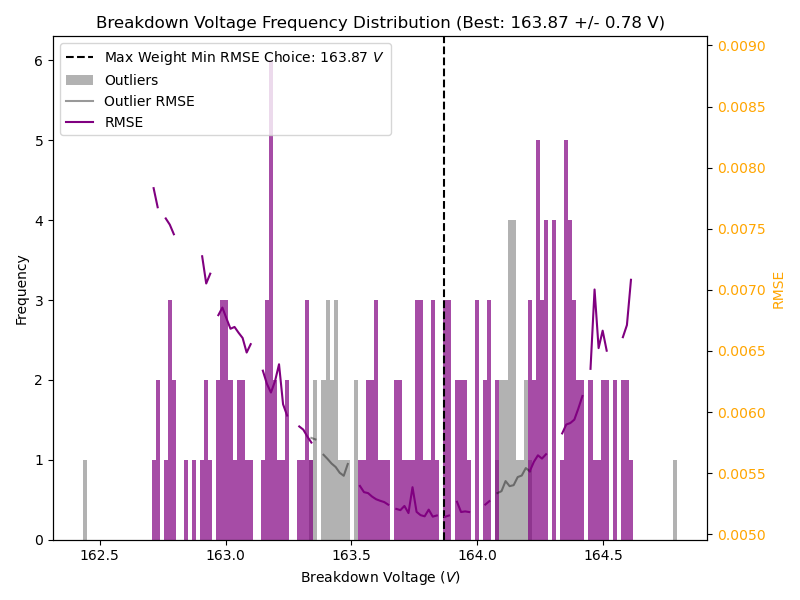 Breakdown Voltage Frequency Distribution (Best: 163.87 +/- 0.78 V)
Max Weight Min RMSE Choice: 163.87 V
Outliers
Outlier RMSE
RMSE
Frequency
6
5
4
3
2
1
0
162.5 163.0 163.5 164.0 164.5
Breakdown Voltage (V)
0.0090
0.0085
0.0080
0.0075
0.0070
0.0065
0.0060
0.0055
0.0050
RMSE